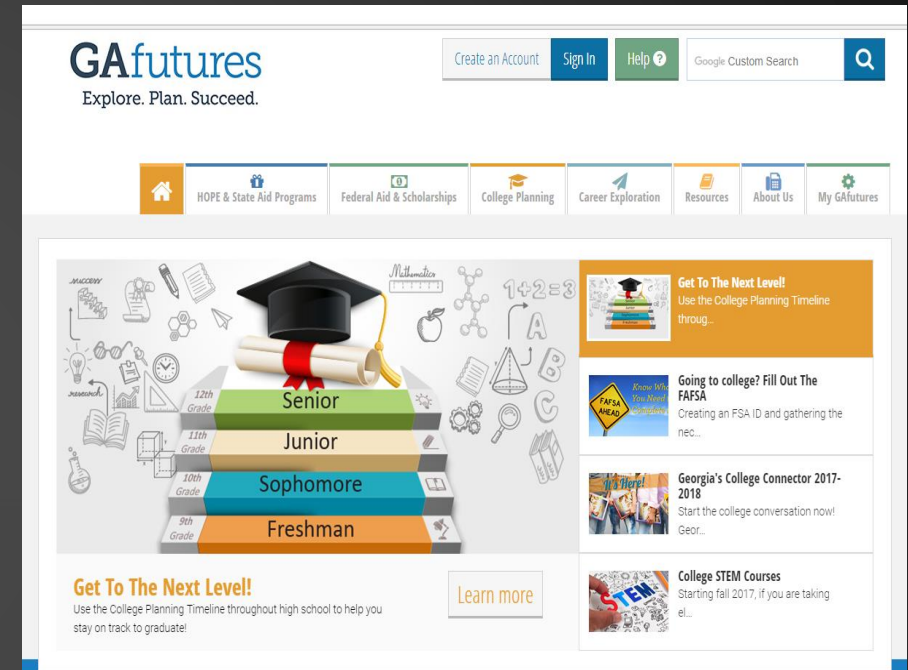 GAfutures
Explore. Plan. Succeed.
Create an Account
Sign In
Help ?
Google Custom Search
HOPE & State Aid Programs
Federal Aid & Scholarships
College Planning
Career Exploration
Resources
About Us
My GAfutures
success
Mathematics
1+2=3
A
B
C
research
12th
Grade
Senior
11th
Grade
Junior
10th
Grade
Sophomore
9th
Grade
Freshman
Get To The Next Level!
Use the College Planning Timeline throughout high school to help you
stay on track to graduate!
Learn more
Get To The Next Level!
Use the College Planning Timeline
throug...
FAFSA
AHEAD
Know Who
You Need
Going to college? Fill Out The
FAFSA
Creating an FSA ID and gathering the
nec...
It's Here!
Georgia's College Connector 2017-
2018
Start the college conversation now!
Geor...
STEM
College STEM Courses
Starting fall 2017, if you are taking
el...